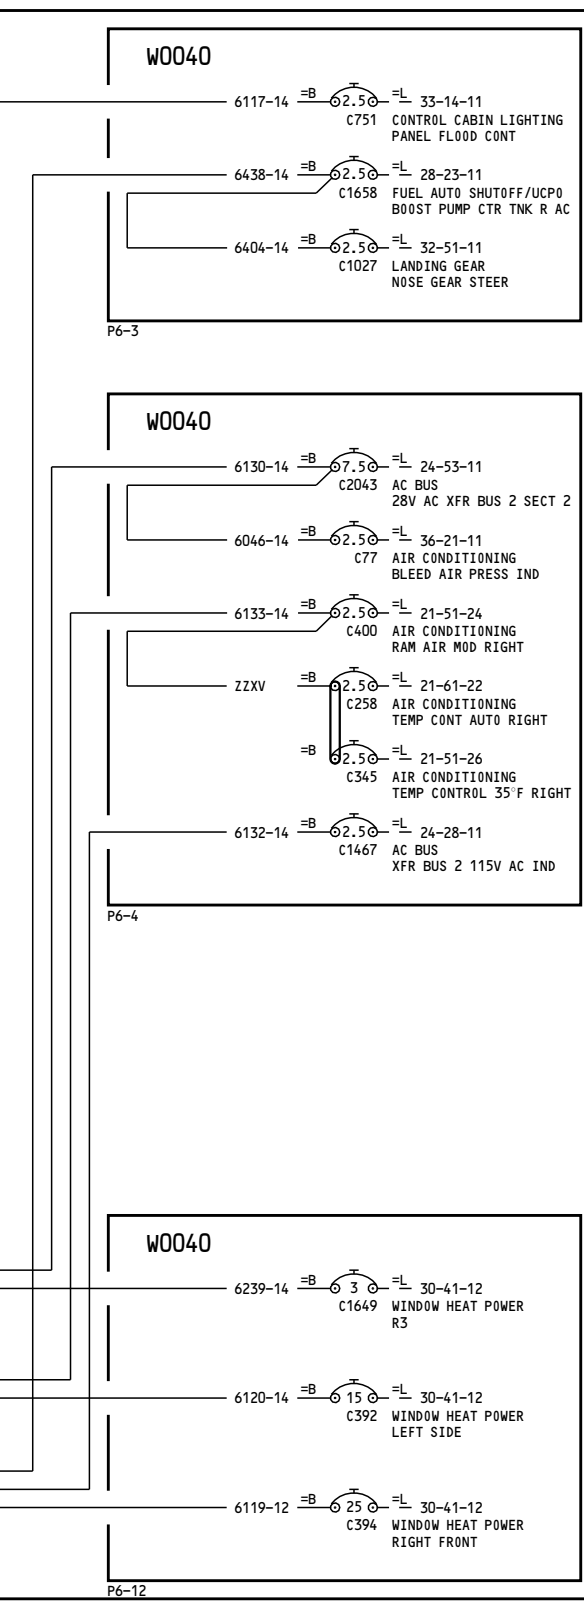 W0040
6117-14 =B 2.5 =L 33-14-11
C751 CONTROL CABIN LIGHTING
PANEL FLOOD CONT
6438-14 =B 2.5 =L 28-23-11
C1658 FUEL AUTO SHUTOFF/UCPO
BOOST PUMP CTR TNK R AC
6404-14 =B 2.5 =L 32-51-11
C1027 LANDING GEAR
NOSE GEAR STEER
P6-3
W0040
6130-14 =B 7.5 =L 24-53-11
C2043 AC BUS
28V AC XFR BUS 2 SECT 2
6046-14 =B 2.5 =L 36-21-11
C77 AIR CONDITIONING
BLEED AIR PRESS IND
6133-14 =B 2.5 =L 21-51-24
C400 AIR CONDITIONING
RAM AIR MOD RIGHT
ZZXV =B 2.5 =L 21-61-22
C258 AIR CONDITIONING
TEMP CONT AUTO RIGHT
=B 2.5 =L 21-51-26
C345 AIR CONDITIONING
TEMP CONTROL 35°F RIGHT
6132-14 =B 2.5 =L 24-28-11
C1467 AC BUS
XFR BUS 2 115V AC IND
P6-4
W0040
6239-14 =B 3 =L 30-41-12
C1649 WINDOW HEAT POWER
R3
6120-14 =B 15 =L 30-41-12
C392 WINDOW HEAT POWER
LEFT SIDE
6119-12 =B 25 =L 30-41-12
C394 WINDOW HEAT POWER
RIGHT FRONT
P6-12